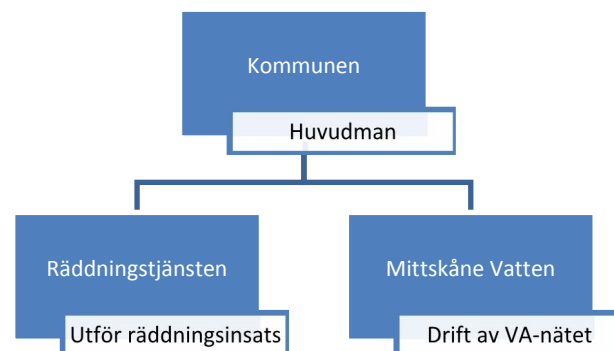 Kommunen
Huvudman
Räddningstjänsten
Utför räddningsinsats
Mittskåne Vatten
Drift av VA-nätet